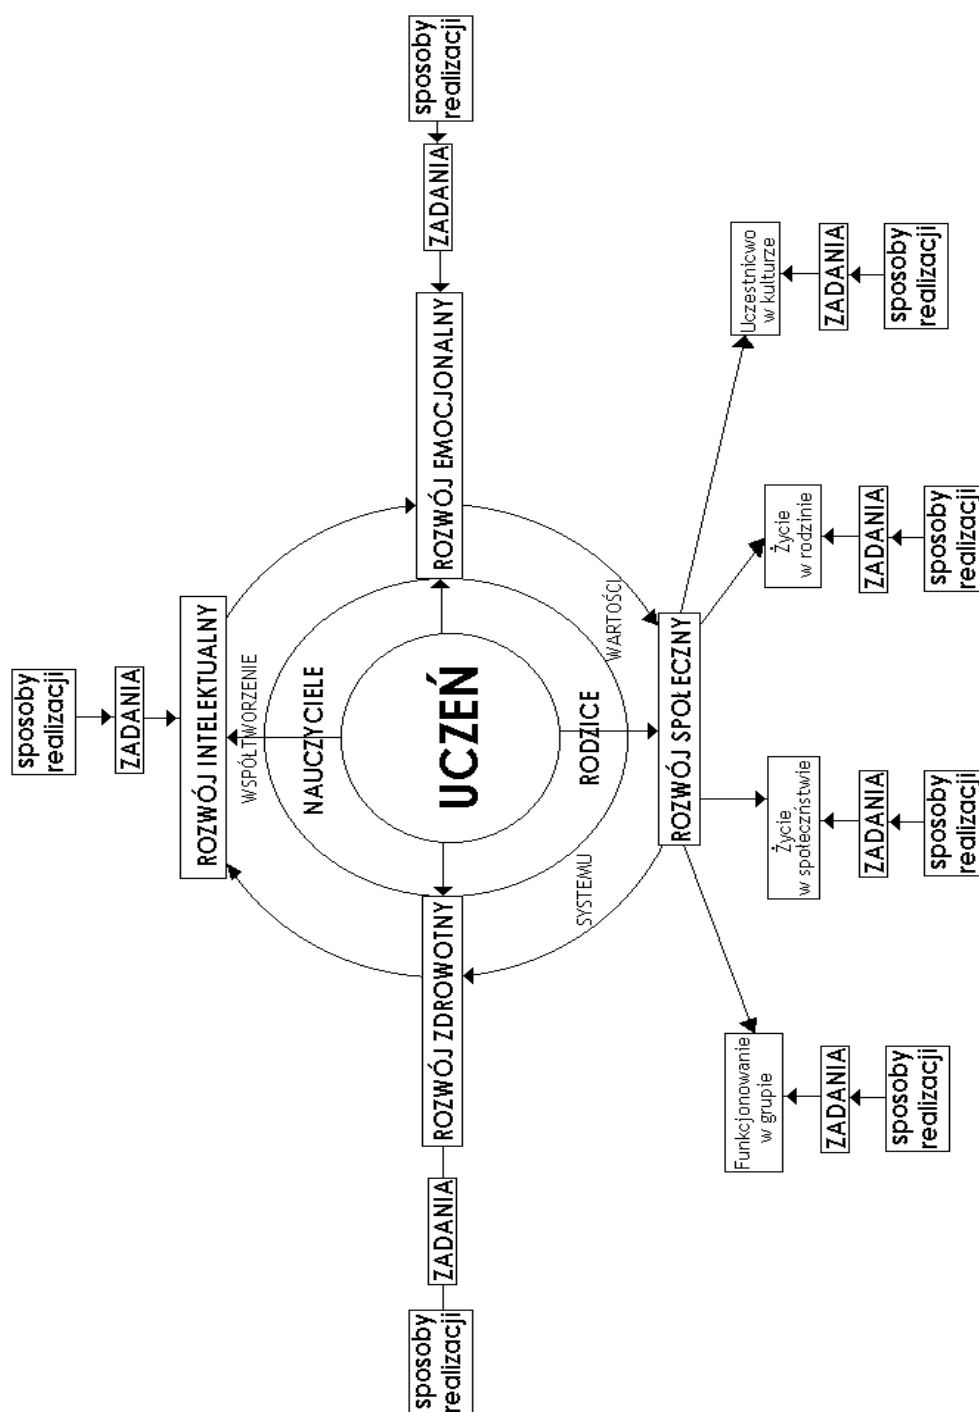 sposoby
realizacji
ZADANIA
ROZWÓJ INTELEKTUALNY
WSPÓŁTWORZENIE
NAUCZYCIELE
sposoby
realizacji
ZADANIA
ROZWÓJ ZDROWOTNY
UCZEŃ
ROZWÓJ EMOCJONALNY
ZADANIA
sposoby
realizacji
SYSTEMU
RODZICE
WARTOŚCI
ROZWÓJ SPOŁECZNY
Funkcjonowanie
w grupie
ZADANIA
sposoby
realizacji
Życie
w społeczństwie
ZADANIA
sposoby
realizacji
Życie
w rodzinie
ZADANIA
sposoby
realizacji
Uczestnicwo
w kulturze
ZADANIA
sposoby
realizacji